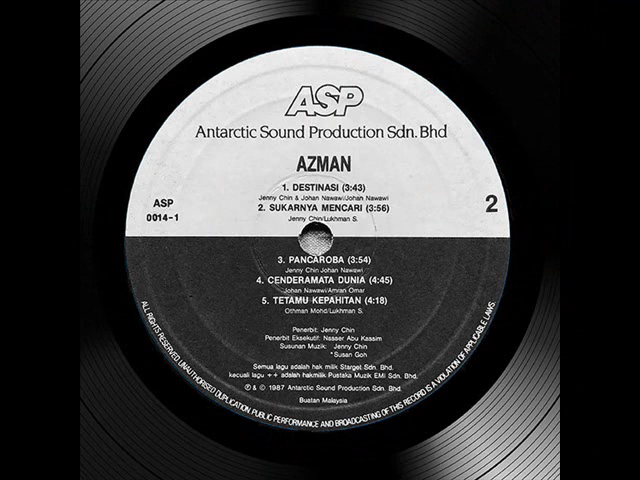 ASP
Antarctic Sound Production Sdn. Bhd
AZMAN
ASP
0014-1
2
1. DESTINASI (3:43)
Jenny Chin & Johan Nawawi/Johan Nawawi
2. SUKARNYA MENCARI (3:56)
Jenny Chin/Lukhman S.
3. PANCAROBA (3:54)
Jenny Chin Johan Nawawi
4. CENDERAMATA DUNIA (4:45)
Johan Nawawi/Amran Omar
5. TETAMU KEPAHITAN (4:18)
Othman Mohd/Lukhman S.
Penerbit: Jenny Chin
Penerbit Eksekutif: Nasser Abu Kassim
Susunan Muzik: Jenny Chin
*Susan Goh
Semua lagu adalah hak milik Starget Sdn. Bhd.
kecuali lagu ++ adalah hakmilik Pustaka Muzik EMI Sdn. Bhd.
℗ & © 1987 Antarctic Sound Production Sdn. Bhd.
Buatan Malaysia
ALL RIGHTS RESERVED. UNAUTHORISED DUPLICATION, PUBLIC PERFORMANCE AND BROADCASTING OF THIS RECORD IS A VIOLATION OF APPLICABLE LAWS.